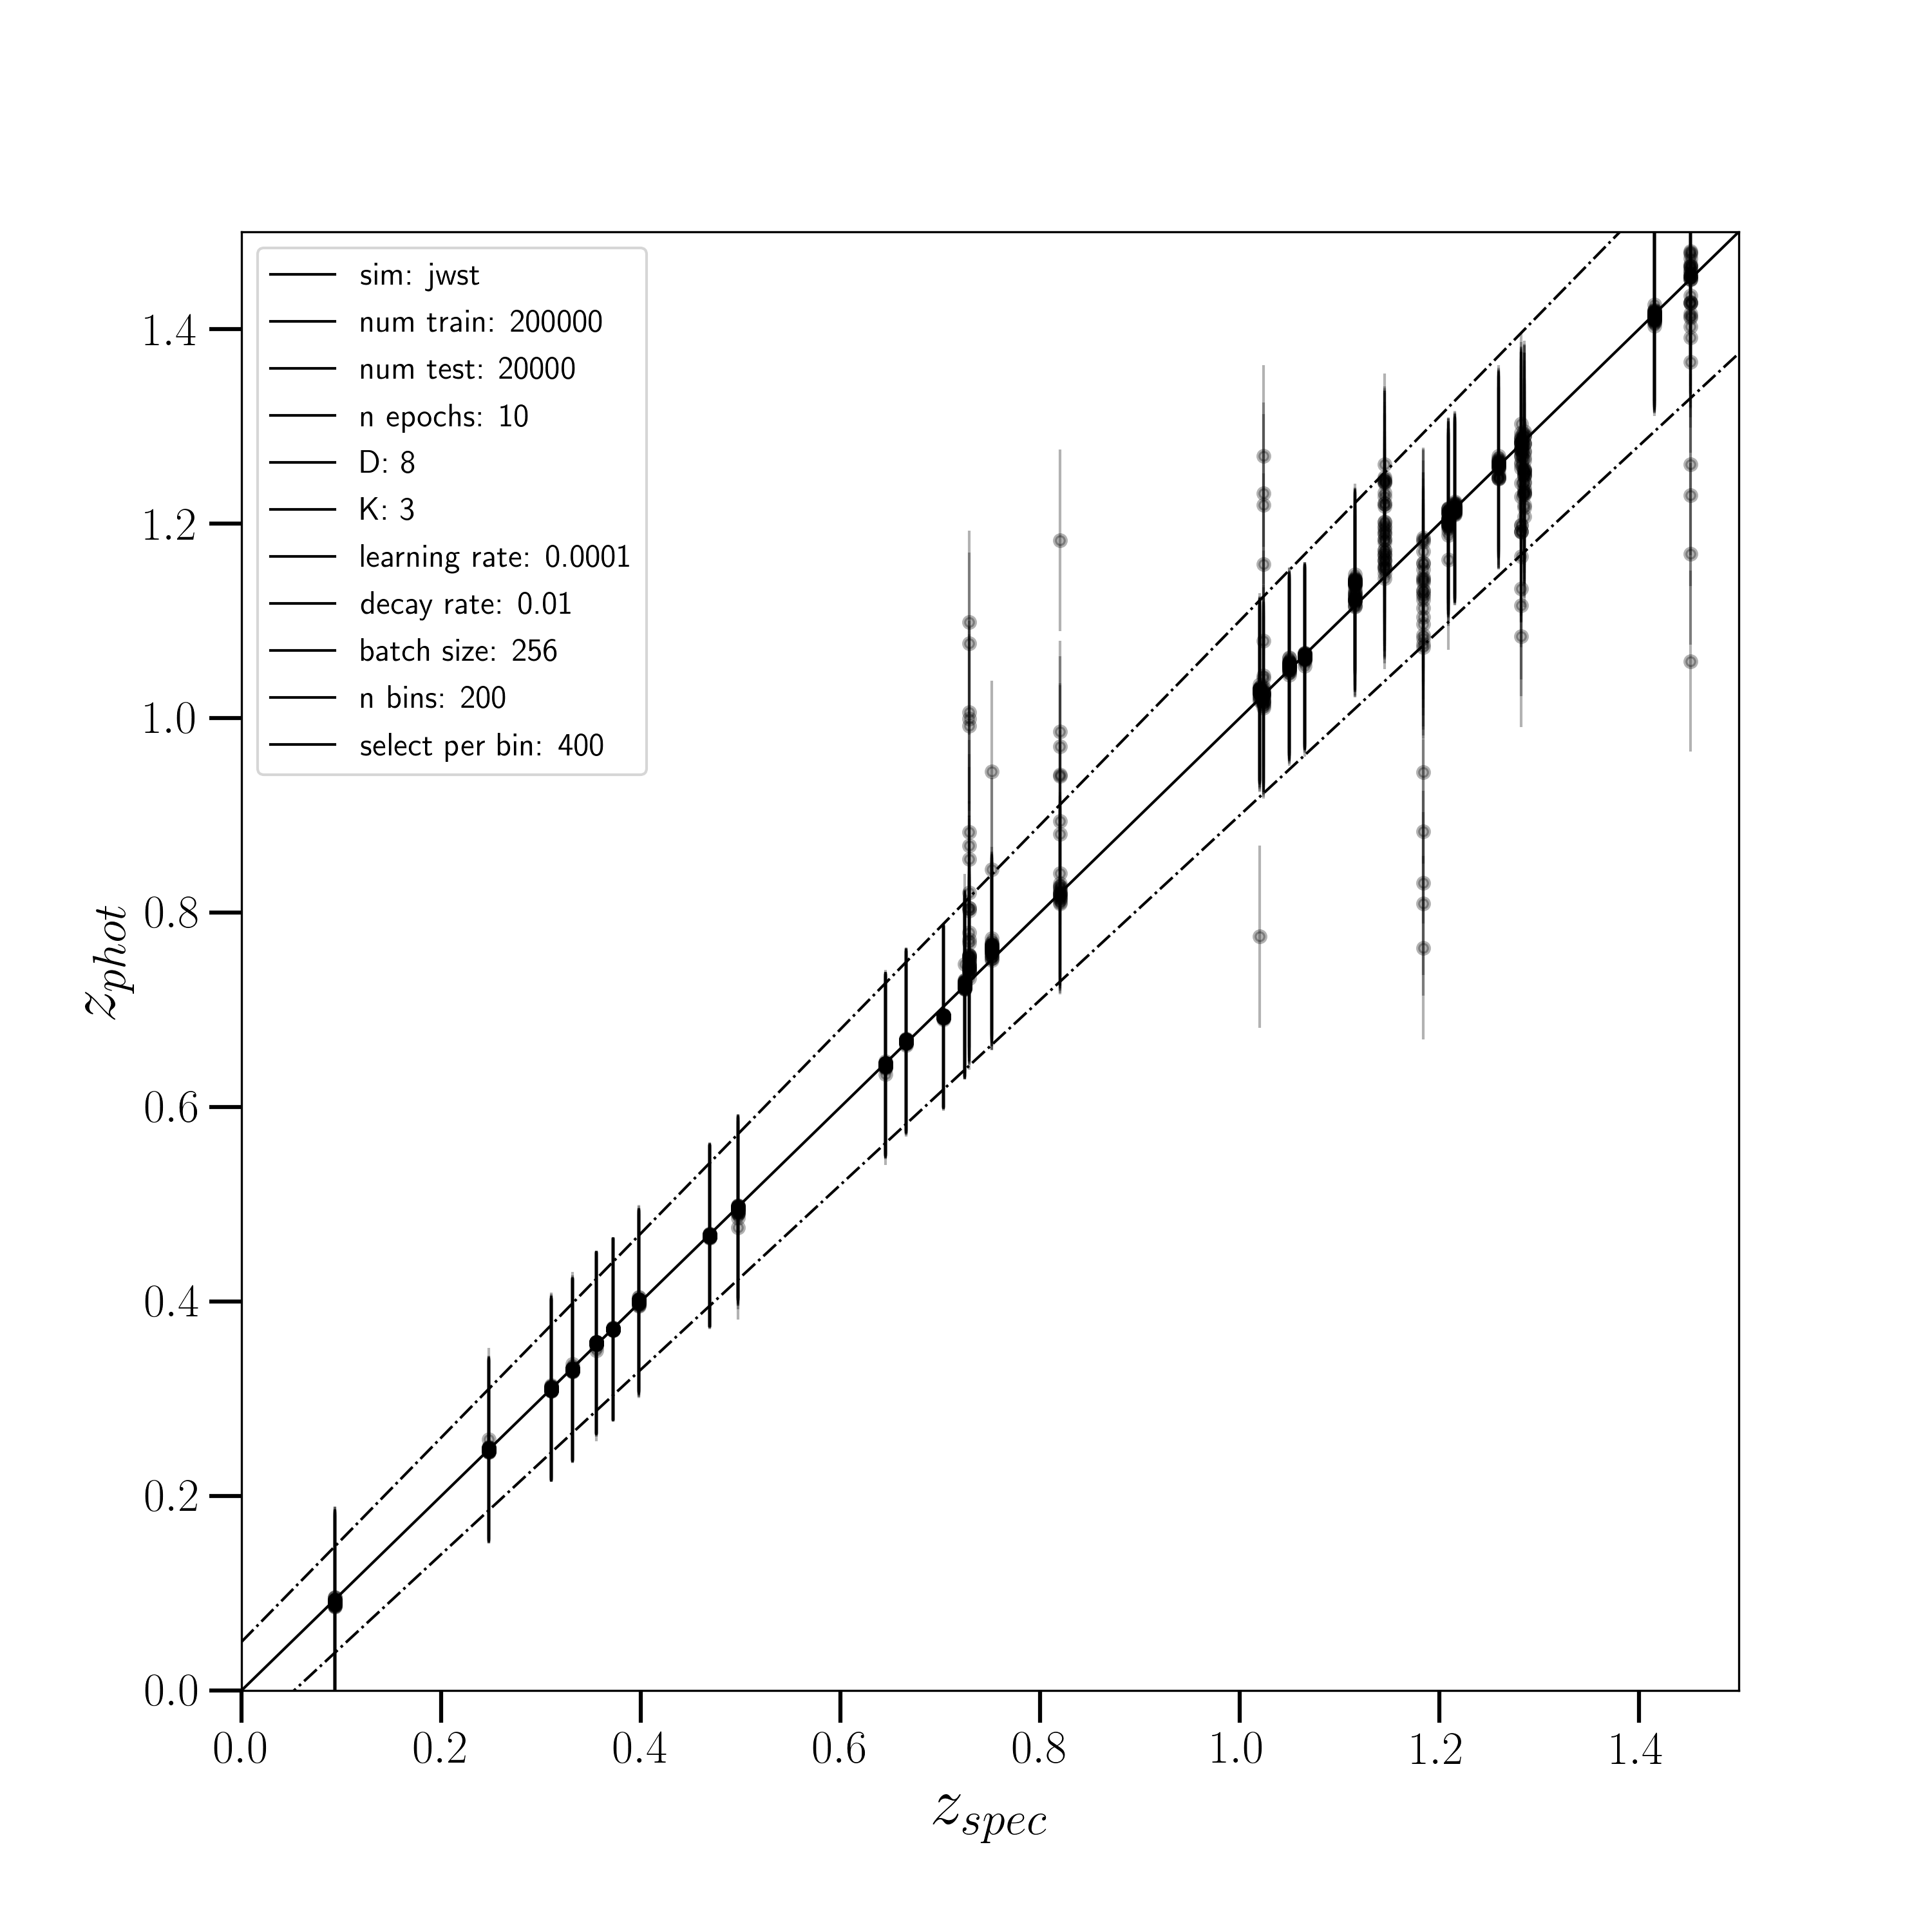 sim: jwst
num train: 200000
num test: 20000
n epochs: 10
D: 8
K: 3
learning rate: 0.0001
decay rate: 0.01
batch size: 256
n bins: 200
select per bin: 400
1.4
1.2
1.0
0.8
0.6
0.4
0.2
0.0
z_phot
0.0 0.2 0.4 0.6 0.8 1.0 1.2 1.4
z_spec